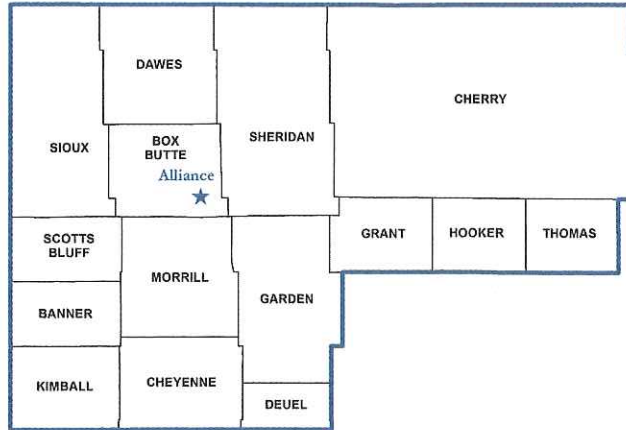 DAWES
CHERRY
SIOUX
BOX
BUTTE
SHERIDAN
Alliance
SCOTTS
BLUFF
GRANT
HOOKER
THOMAS
MORRILL
GARDEN
BANNER
KIMBALL
CHEYENNE
DEUEL